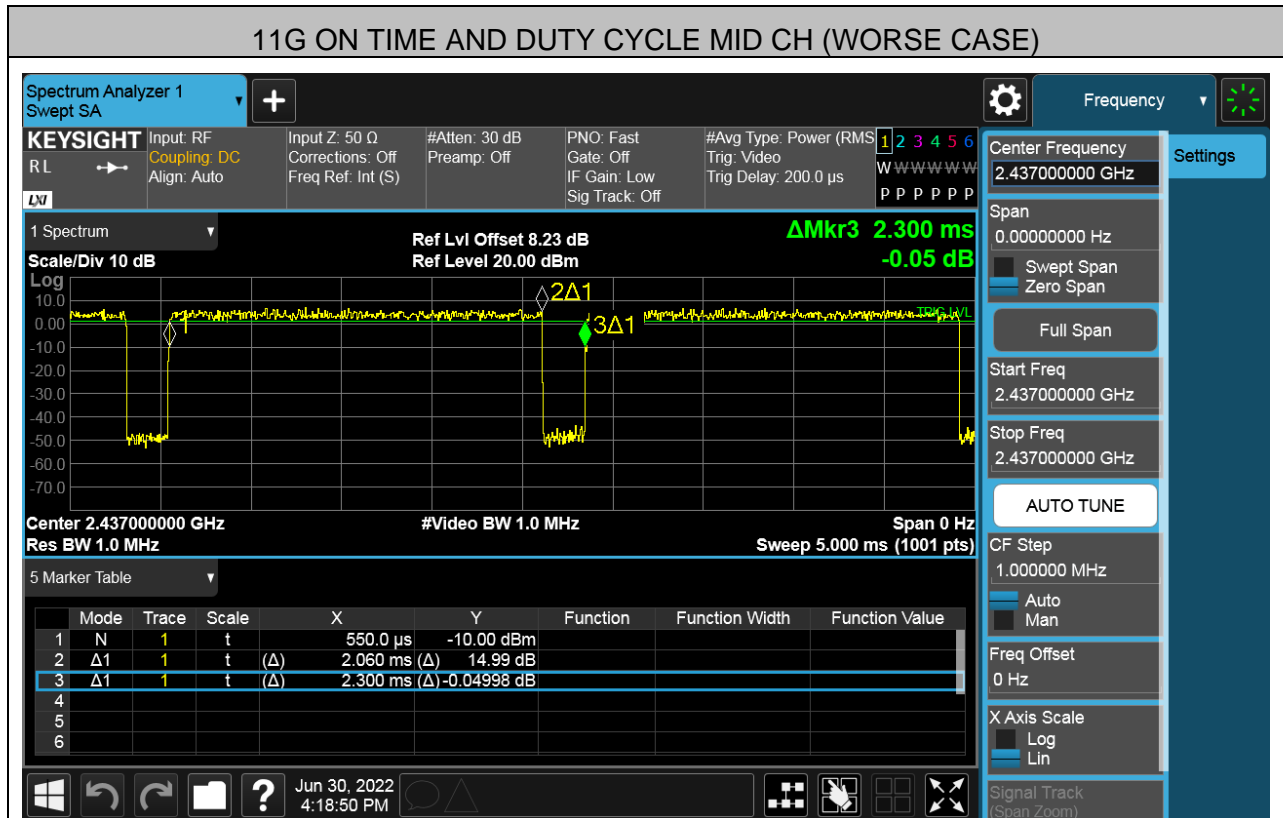 11G ON TIME AND DUTY CYCLE MID CH (WORSE CASE)
Spectrum Analyzer 1
Swept SA
+
Frequency
KEYSIGHT
RL
LXI
Input: RF
Coupling: DC
Align: Auto
Input Z: 50 Ω
Corrections: Off
Freq Ref: Int (S)
#Atten: 30 dB
Preamp: Off
PNO: Fast
Gate: Off
IF Gain: Low
Sig Track: Off
#Avg Type: Power (RMS
Trig: Video
Trig Delay: 200.0 µs
1 2 3 4 5 6
W W W W W W
P P P P P P
1 Spectrum
Scale/Div 10 dB
Ref Lvl Offset 8.23 dB
Ref Level 20.00 dBm
ΔMkr3 2.300 ms
-0.05 dB
Log
10.0
0.00
-10.0
-20.0
-30.0
-40.0
-50.0
-60.0
-70.0
1
2Δ1
3Δ1
TRIG LVL
Center 2.437000000 GHz
#Video BW 1.0 MHz
Span 0 Hz
Res BW 1.0 MHz
Sweep 5.000 ms (1001 pts)
5 Marker Table
Mode Trace Scale X Y Function Function Width Function Value
1 N 1 t 550.0 µs -10.00 dBm
2 Δ1 1 t (Δ) 2.060 ms (Δ) 14.99 dB
3 Δ1 1 t (Δ) 2.300 ms (Δ) -0.04998 dB
4
5
6
?
Jun 30, 2022
4:18:50 PM
Settings
Center Frequency
2.437000000 GHz
Span
0.00000000 Hz
Swept Span
Zero Span
Full Span
Start Freq
2.437000000 GHz
Stop Freq
2.437000000 GHz
AUTO TUNE
CF Step
1.000000 MHz
Auto
Man
Freq Offset
0 Hz
X Axis Scale
Log
Lin
Signal Track
(Span Zoom)